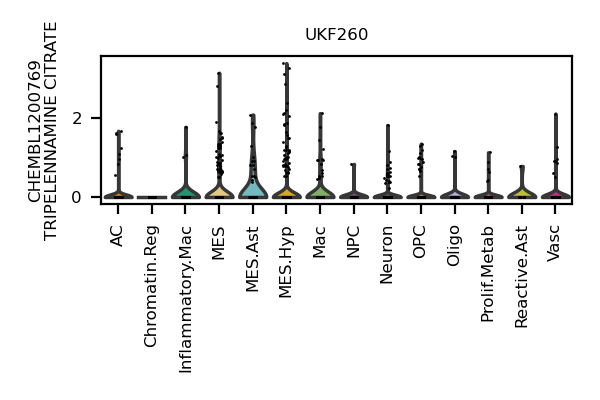 UKF260
CHEMBL1200769
TRIPELENNAMINE CITRATE
2
0
AC
Chromatin.Reg
Inflammatory.Mac
MES
MES.Ast
MES.Hyp
Mac
NPC
Neuron
OPC
Oligo
Prolif.Metab
Reactive.Ast
Vasc